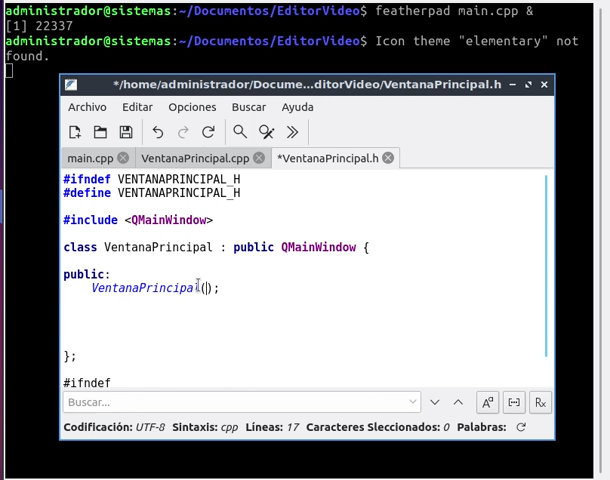 administrador@sistemas:~/Documentos/EditorVideo$ featherpad main.cpp &
[1] 22337
administrador@sistemas:~/Documentos/EditorVideo$ Icon theme "elementary" not
found.
*/home/administrador/Docume...ditorVideo/VentanaPrincipal.h
Archivo Editar Opciones Buscar Ayuda
main.cpp VentanaPrincipal.cpp *VentanaPrincipal.h
#ifndef VENTANAPRINCIPAL_H
#define VENTANAPRINCIPAL_H
#include <QMainWindow>
class VentanaPrincipal : public QMainWindow {
public:
VentanaPrincipal();
};
#ifndef
Buscar...
Aª Rx
Codificación: UTF-8 Sintaxis: cpp Líneas: 17 Caracteres Sleccionados: 0 Palabras: